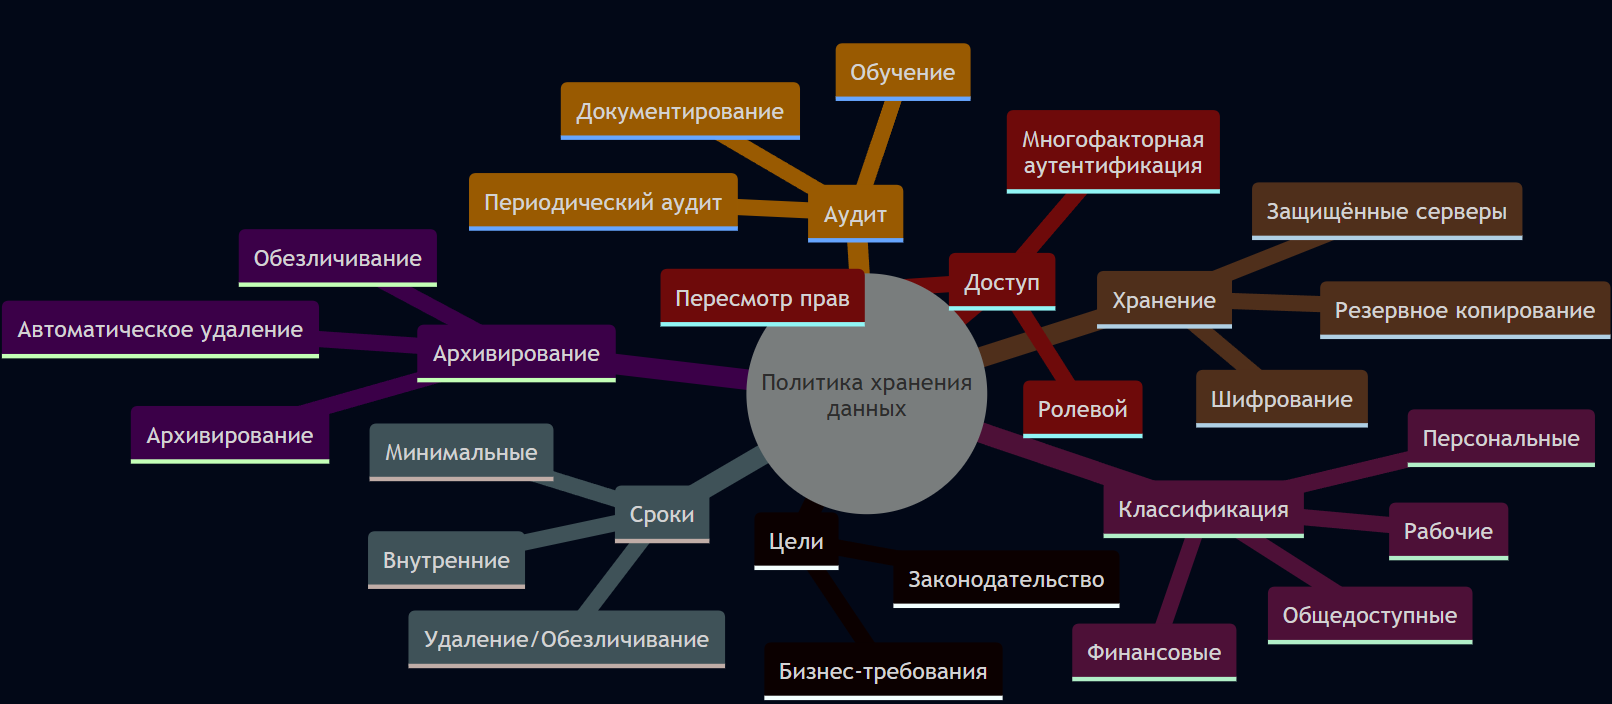 Обучение
Документирование
Многофакторная
аутентификация
Периодический аудит
Аудит
Защищённые серверы
Обезличивание
Пересмотр прав
Доступ
Хранение
Резервное копирование
Автоматическое удаление
Архивирование
Политика хранения
данных
Ролевой
Шифрование
Архивирование
Минимальные
Персональные
Сроки
Классификация
Рабочие
Цели
Внутренние
Законодательство
Общедоступные
Удаление/Обезличивание
Финансовые
Бизнес-требования